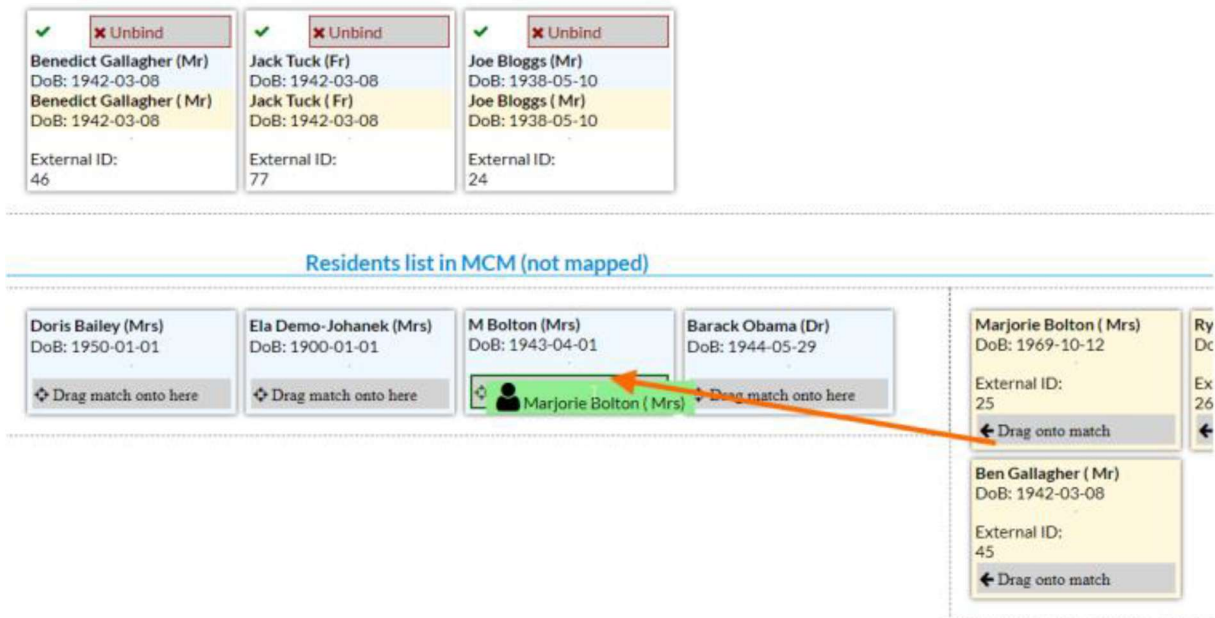 ✔ ✖ Unbind
Benedict Gallagher (Mr)
DoB: 1942-03-08
Benedict Gallagher ( Mr)
DoB: 1942-03-08
External ID:
46
✔ ✖ Unbind
Jack Tuck (Fr)
DoB: 1942-03-08
Jack Tuck ( Fr)
DoB: 1942-03-08
External ID:
77
✔ ✖ Unbind
Joe Bloggs (Mr)
DoB: 1938-05-10
Joe Bloggs ( Mr)
DoB: 1938-05-10
External ID:
24
Residents list in MCM (not mapped)
Doris Bailey (Mrs)
DoB: 1950-01-01
Drag match onto here
Ela Demo-Johanek (Mrs)
DoB: 1900-01-01
Drag match onto here
M Bolton (Mrs)
DoB: 1943-04-01
Marjorie Bolton ( Mrs)
Barack Obama (Dr)
DoB: 1944-05-29
Drag match onto here
Marjorie Bolton ( Mrs)
DoB: 1969-10-12
External ID:
25
Drag onto match
Ben Gallagher ( Mr)
DoB: 1942-03-08
External ID:
45
Drag onto match
Ry
Ex
26